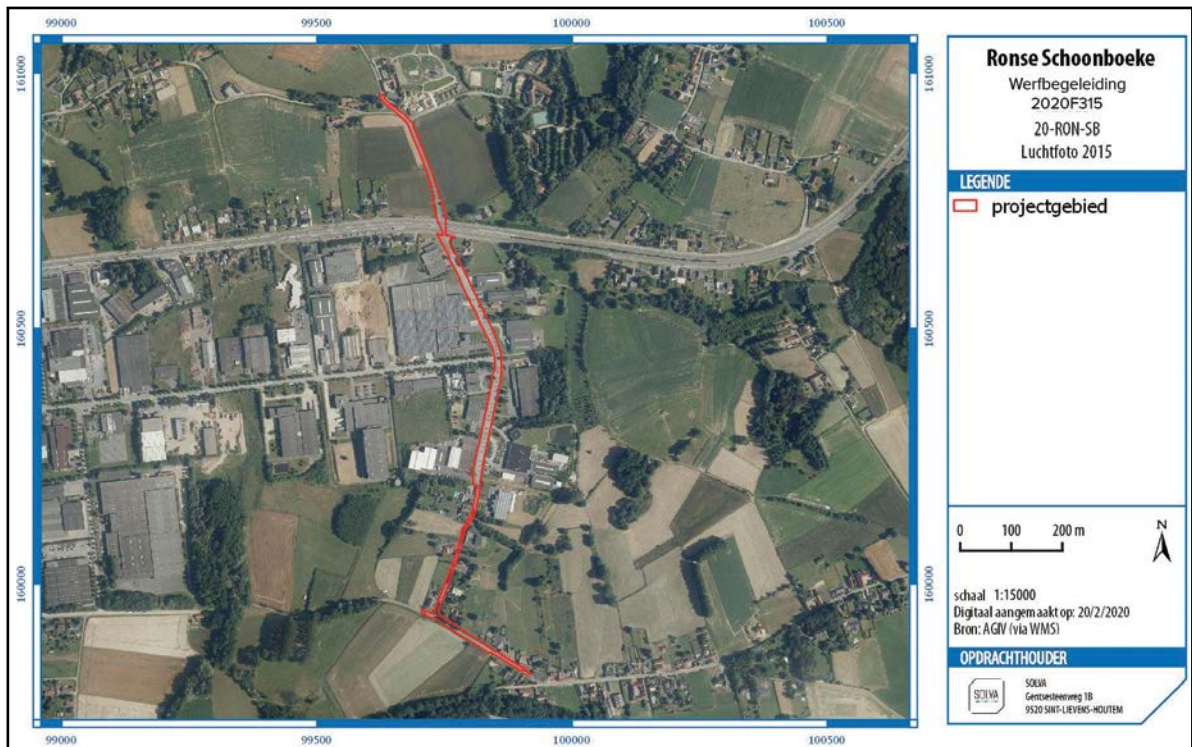 99000 99500 100000 100500
161000 161000
160500 160500
160000 160000
99000 99500 100000 100500
Ronse Schoonboeke
Werfbegeleiding
2020F315
20-RON-SB
Luchtfoto 2015
LEGENDE
projectgebied
0 100 200 m
N
schaal 1:15000
Digitaal aangemaakt op: 20/2/2020
Bron: AGIV (via WMS)
OPDRACHTHOUDER
SOLVA
SOLVA
Gentsesteenweg 1B
9520 SINT-LIEVENS-HOUTEM